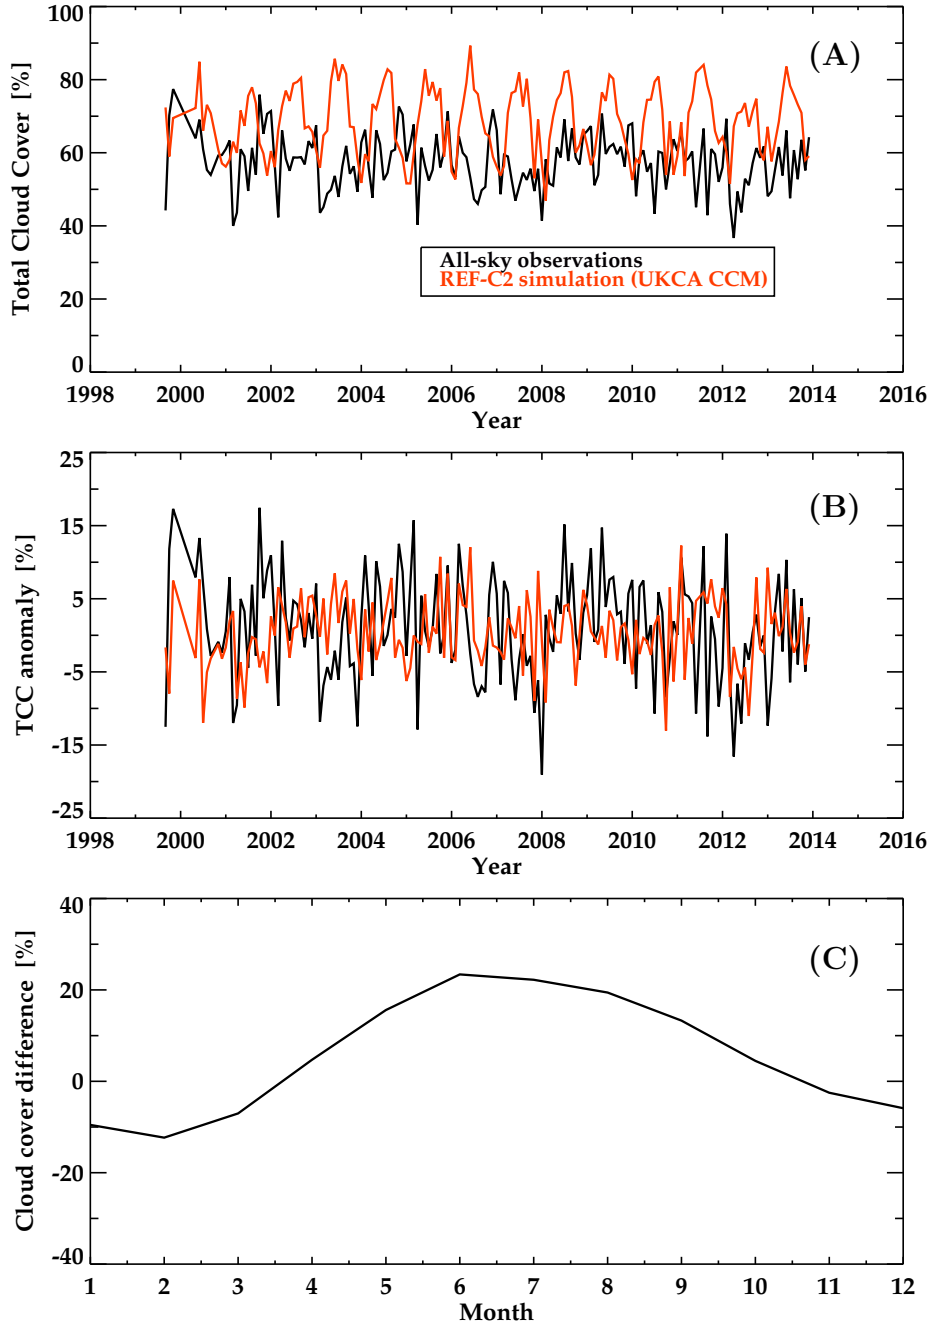 100
80
60
40
20
0
Total Cloud Cover [%]
(A)
All-sky observations
REF-C2 simulation (UKCA CCM)
1998 2000 2002 2004 2006 2008 2010 2012 2014 2016
Year
25
15
5
-5
-15
-25
TCC anomaly [%]
(B)
1998 2000 2002 2004 2006 2008 2010 2012 2014 2016
Year
40
20
0
-20
-40
Cloud cover difference [%]
(C)
1 2 3 4 5 6 7 8 9 10 11 12
Month